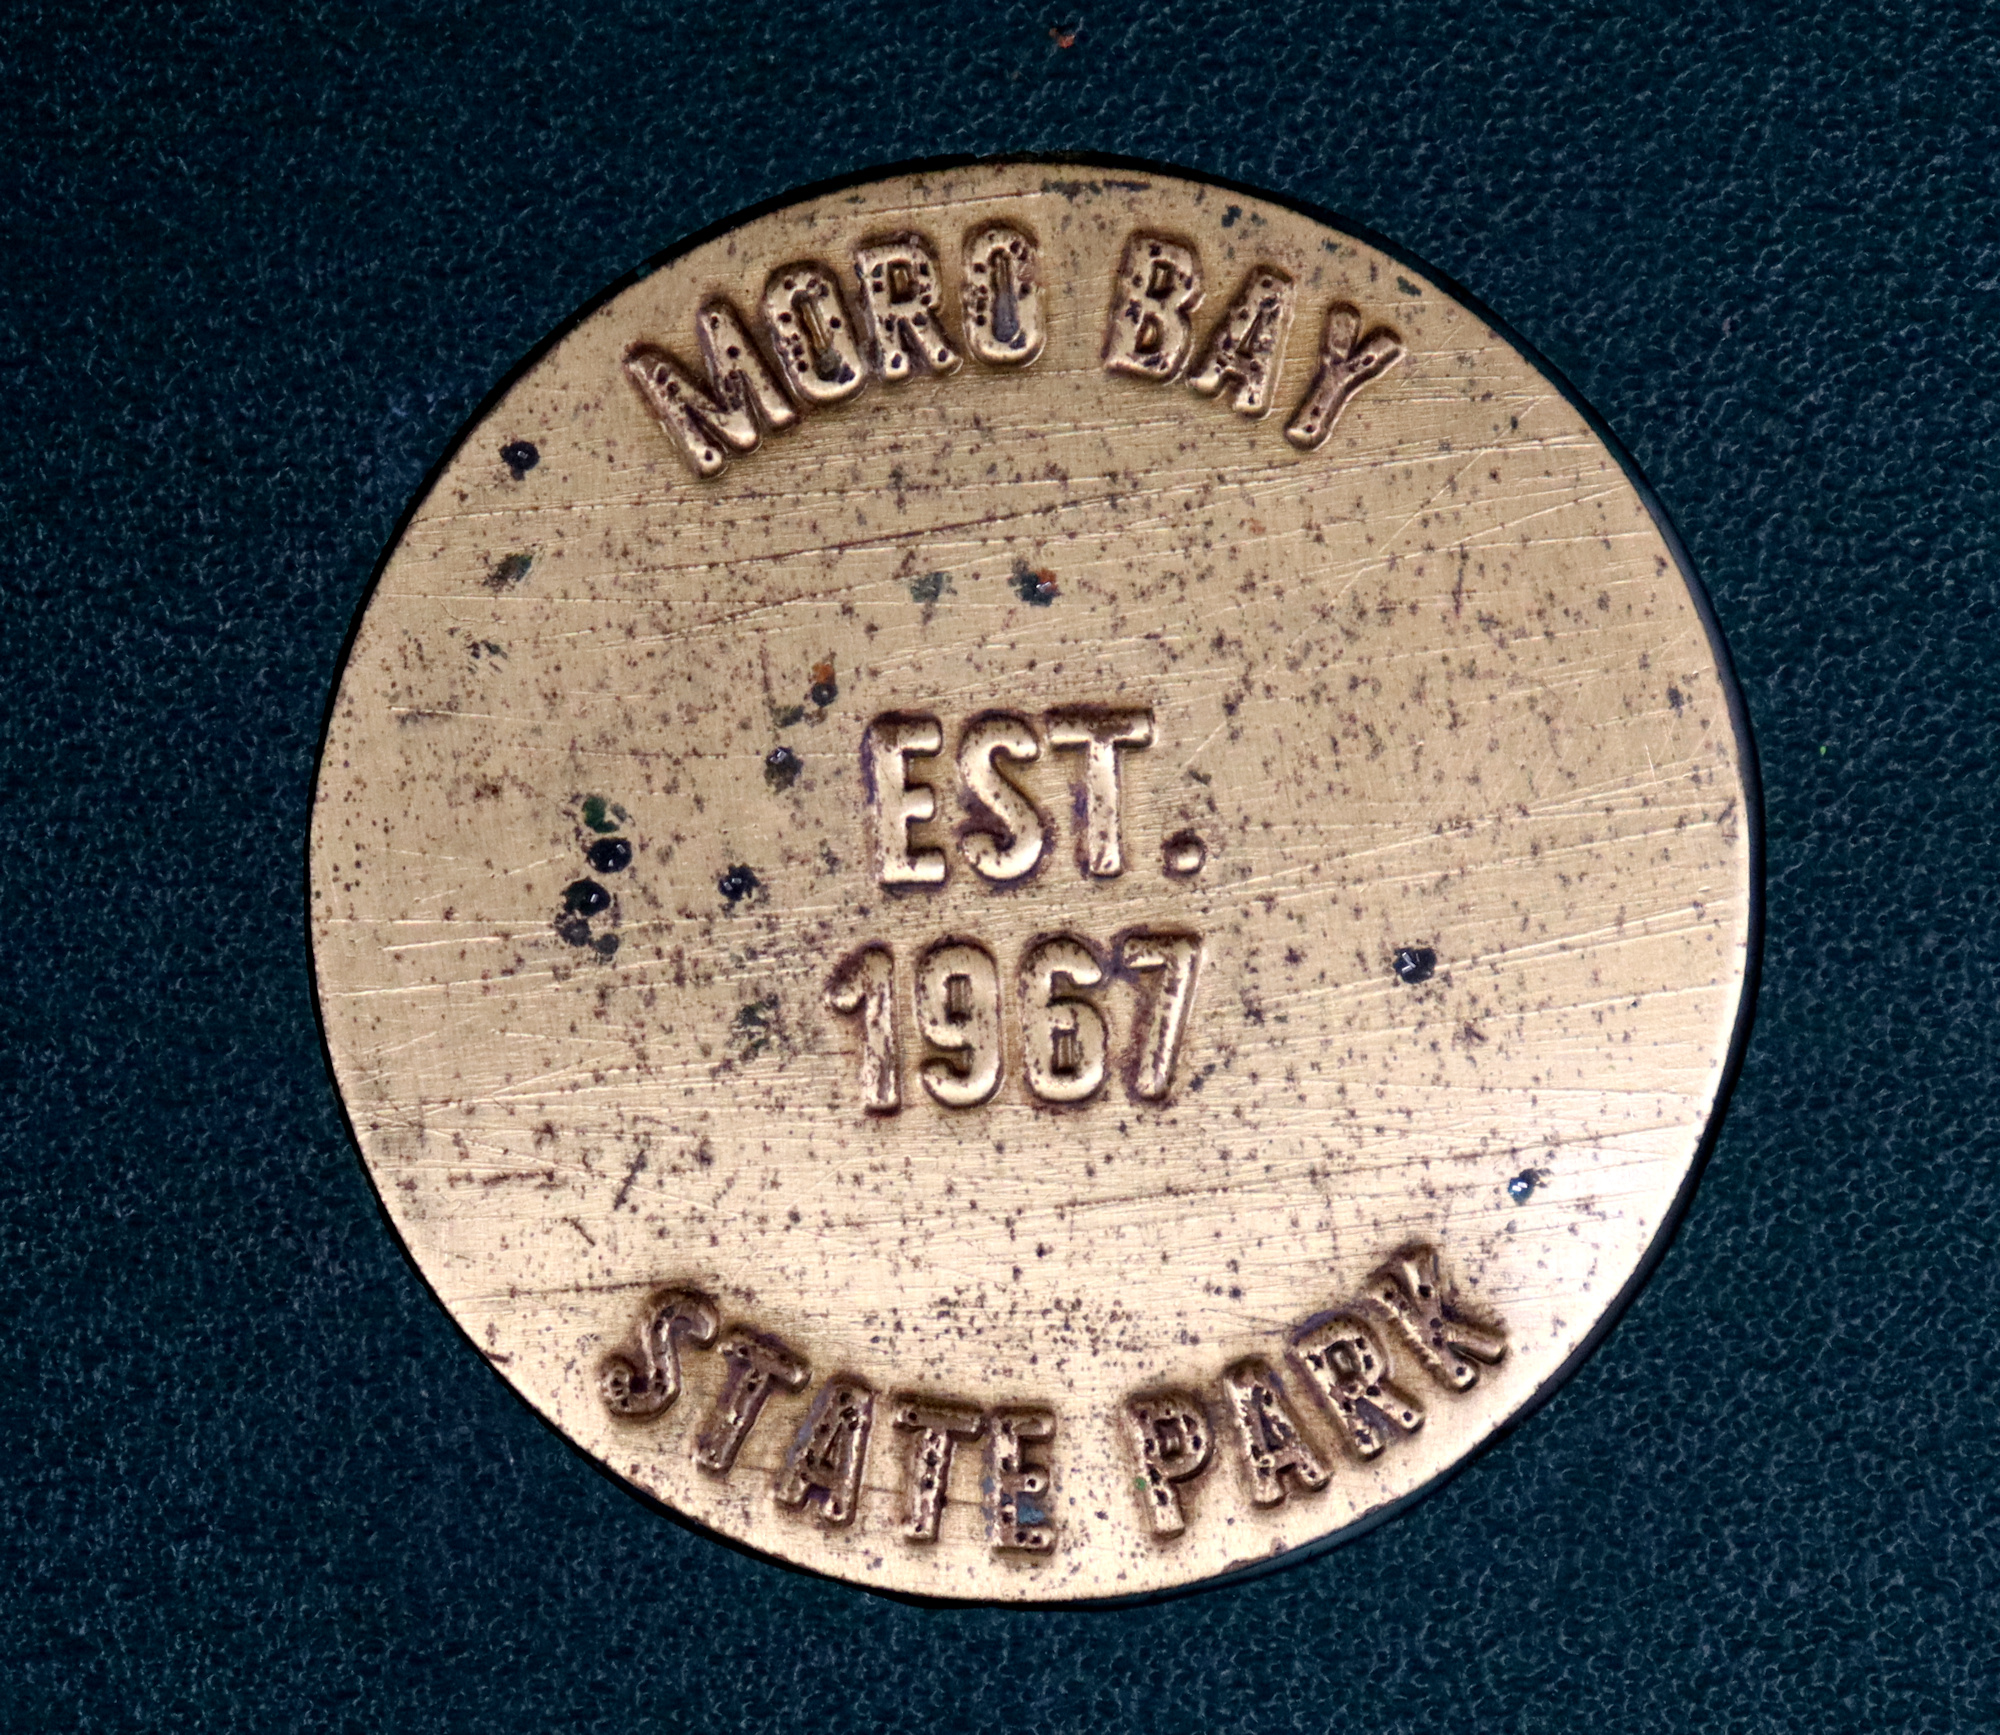 MORO BAY
EST.
1967
STATE PARK